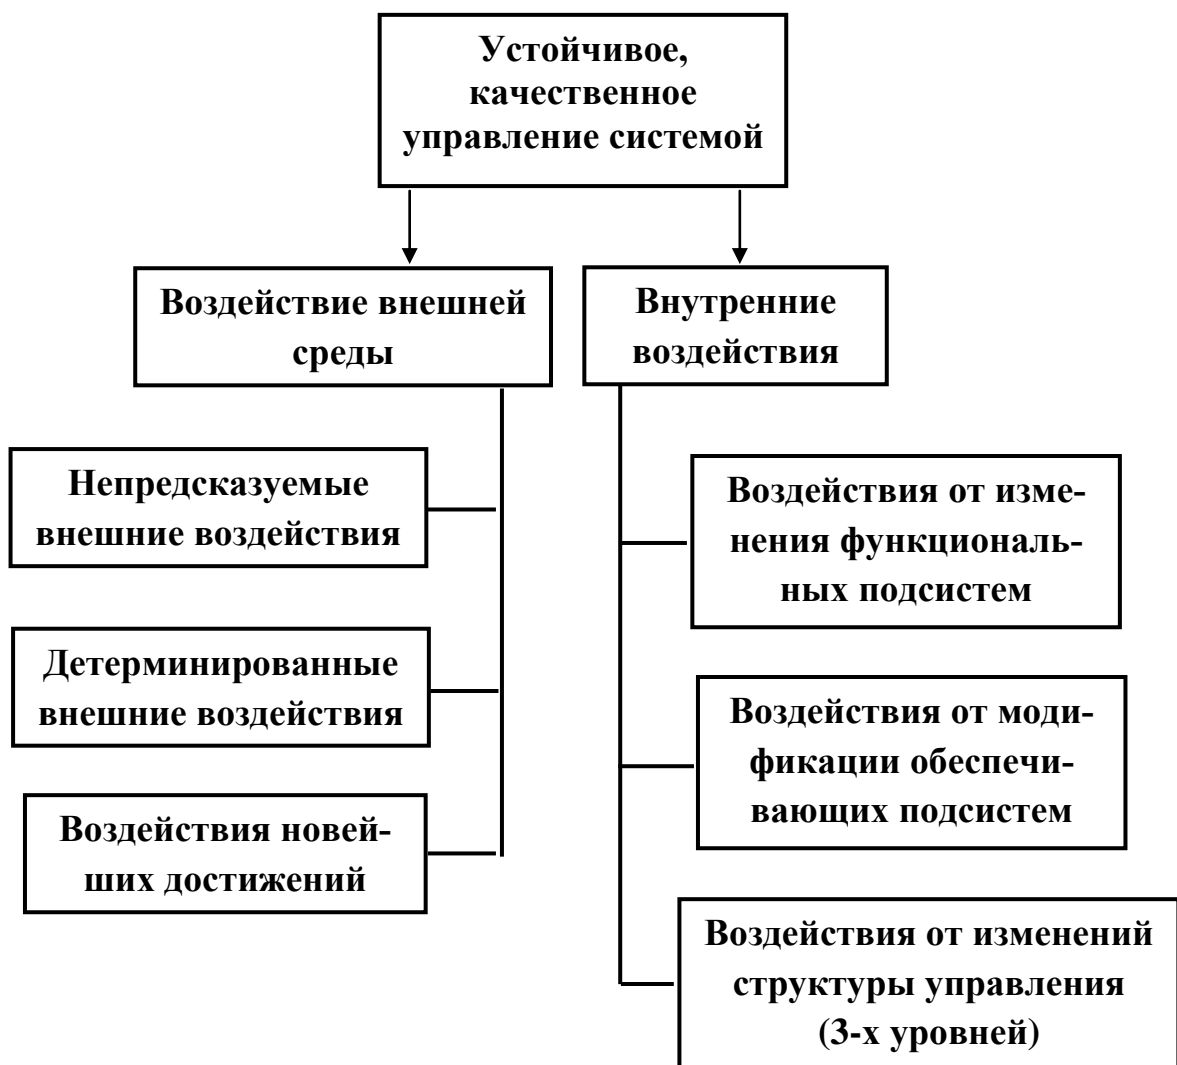 Устойчивое,
качественное
управление системой
Воздействие внешней
среды
Внутренние
воздействия
Непредсказуемые
внешние воздействия
Детерминированные
внешние воздействия
Воздействия новей-
ших достижений
Воздействия от изме-
нения функциональ-
ных подсистем
Воздействия от моди-
фикации обеспечи-
вающих подсистем
Воздействия от изменений
структуры управления
(3-х уровней)